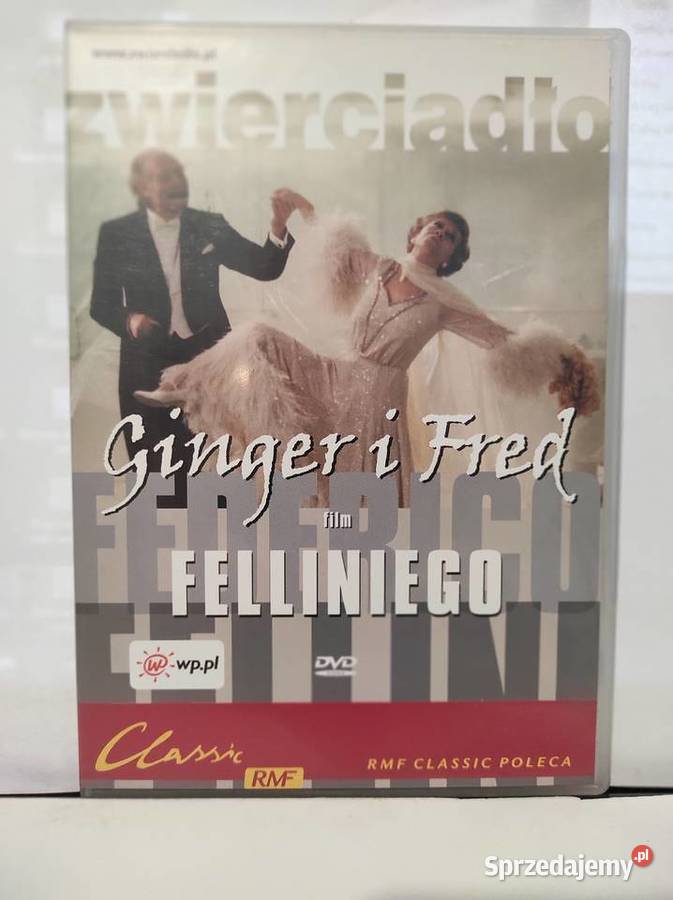 www.zwierciadlo.pl
zwierciadło
Ginger i Fred
FEDERICO
film
FELLINIEGO
FELLINI
wp.pl
DVD
Classic
RMF
RMF CLASSIC POLECA
Sprzedajemy.pl